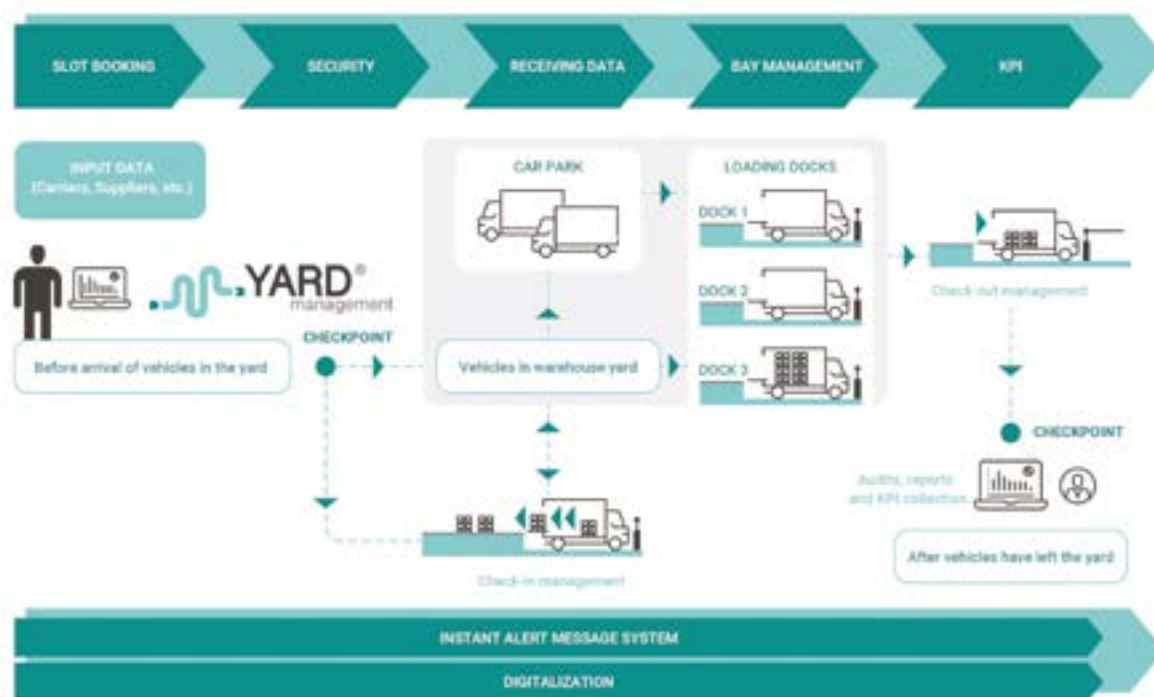 SLOT BOOKING
SECURITY
RECEIVING DATA
BAY MANAGEMENT
KPI
INPUT DATA
(Carriers, Suppliers, etc.)
CAR PARK
LOADING DOCKS
DOCK 1
DOCK 2
DOCK 3
YARD®
management
CHECKPOINT
Before arrival of vehicles in the yard
Vehicles in warehouse yard
Check-out management
CHECKPOINT
Audits, reports
and KPI collection
After vehicles have left the yard
Check-in management
INSTANT ALERT MESSAGE SYSTEM
DIGITALIZATION